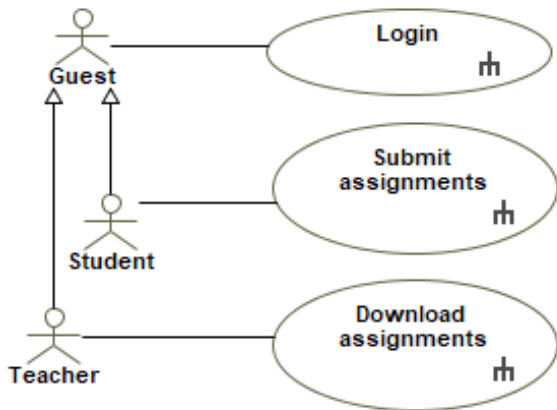 Login
Guest
Submit
assignments
Student
Download
assignments
Teacher